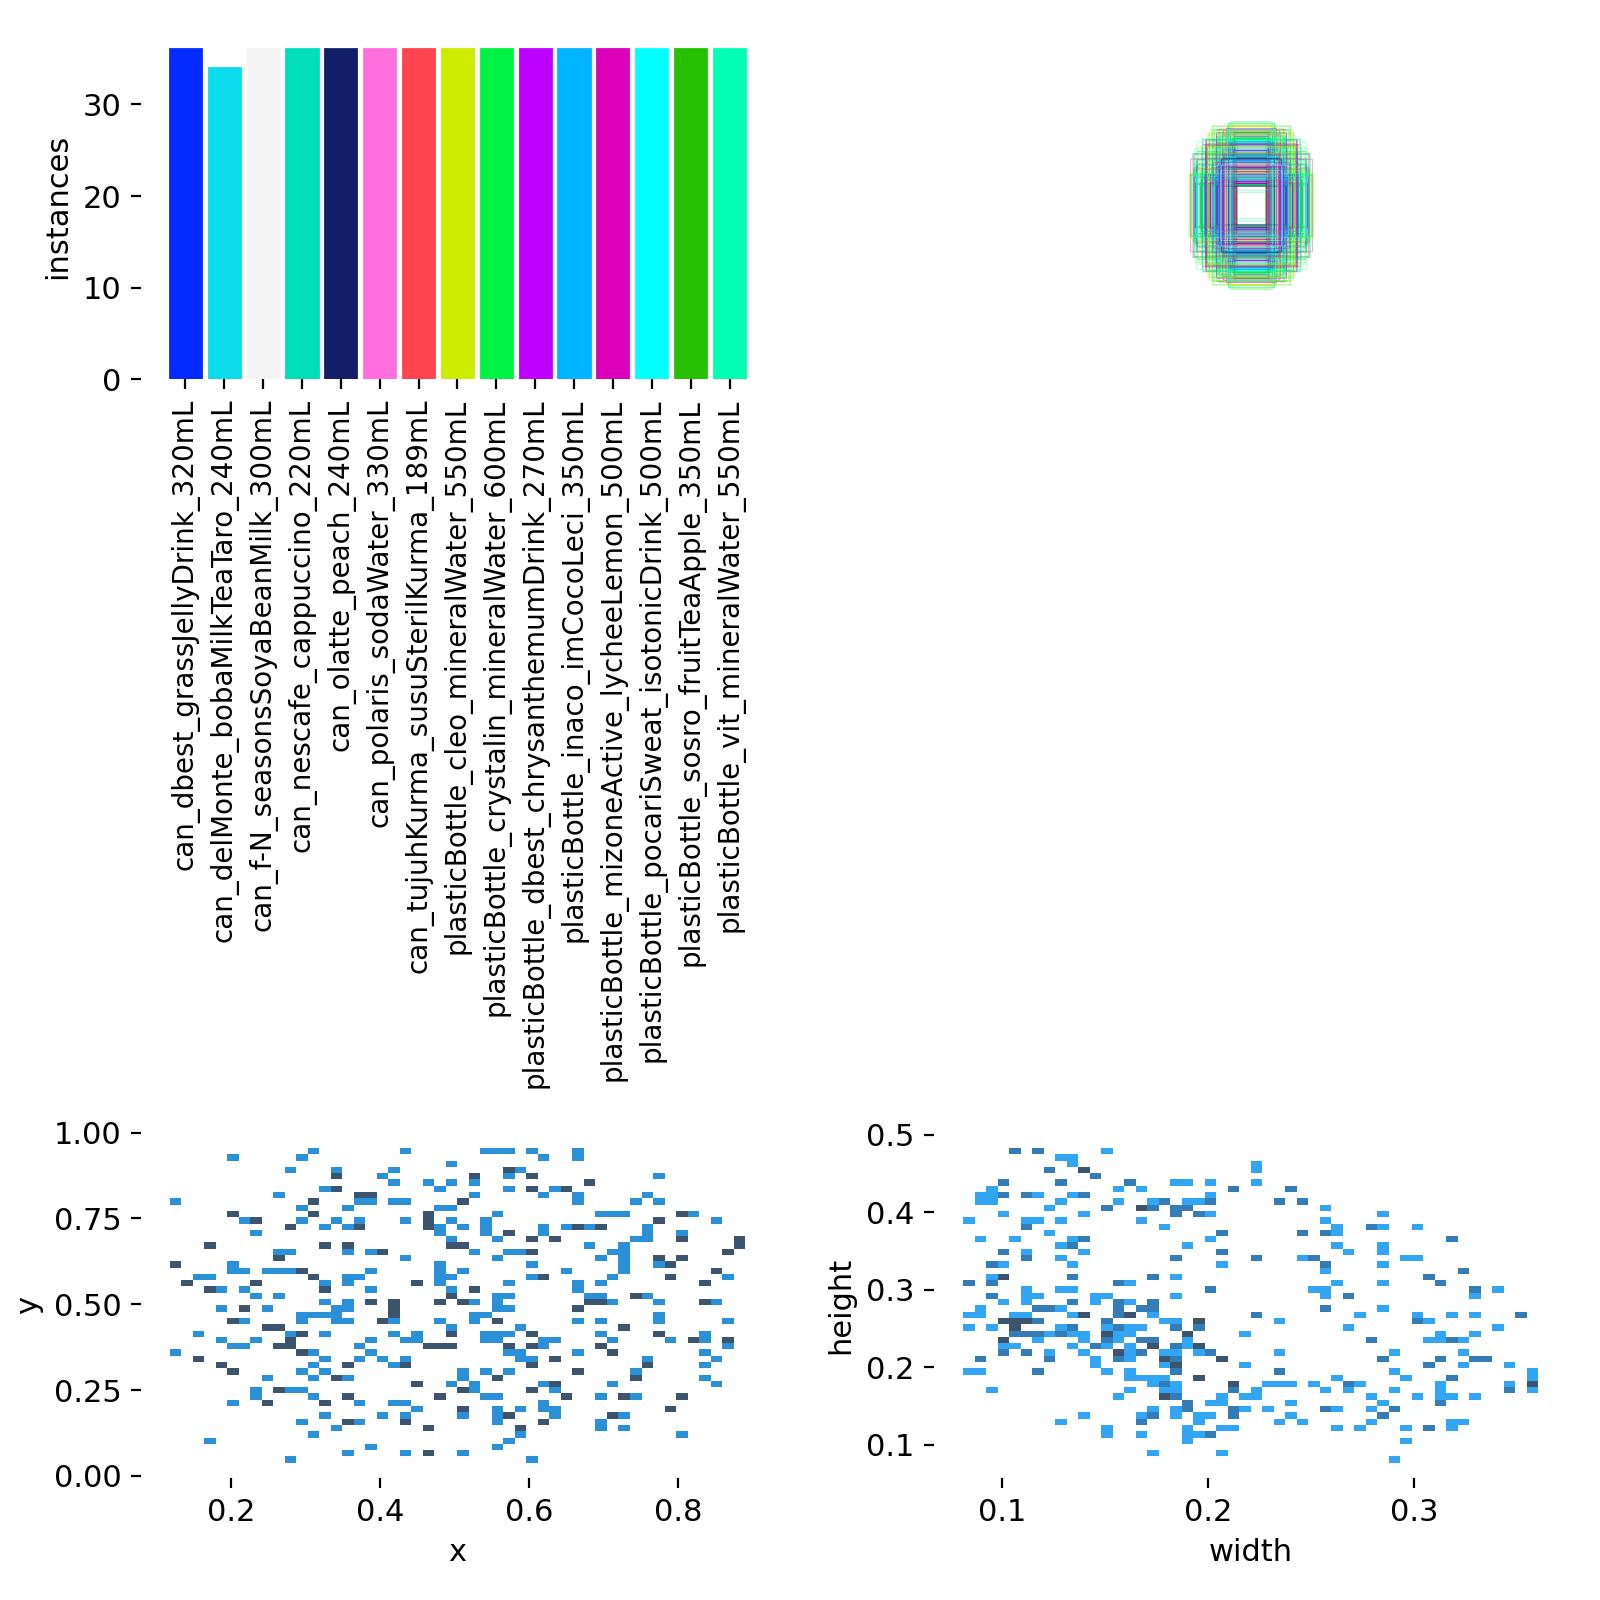 instances
30
20
10
0
can_dbest_grassJellyDrink_320mL
can_delMonte_bobaMilkTeaTaro_240mL
can_f-N_seasonsSoyaBeanMilk_300mL
can_nescafe_cappuccino_220mL
can_olatte_peach_240mL
can_polaris_sodaWater_330mL
can_tujuhKurma_susuSterilKurma_189mL
plasticBottle_cleo_mineralWater_550mL
plasticBottle_crystalin_mineralWater_600mL
plasticBottle_dbest_chrysanthemumDrink_270mL
plasticBottle_inaco_imCocoLeci_350mL
plasticBottle_mizoneActive_lycheeLemon_500mL
plasticBottle_pocariSweat_isotonicDrink_500mL
plasticBottle_sosro_fruitTeaApple_350mL
plasticBottle_vit_mineralWater_550mL
y
1.00
0.75
0.50
0.25
0.00
0.2 0.4 0.6 0.8
x
height
0.5
0.4
0.3
0.2
0.1
0.1 0.2 0.3
width